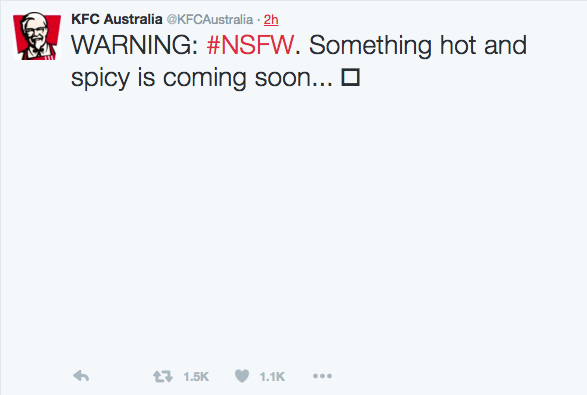 KFC Australia @KFCAustralia · 2h
WARNING: #NSFW. Something hot and
spicy is coming soon... □
1.5K 1.1K